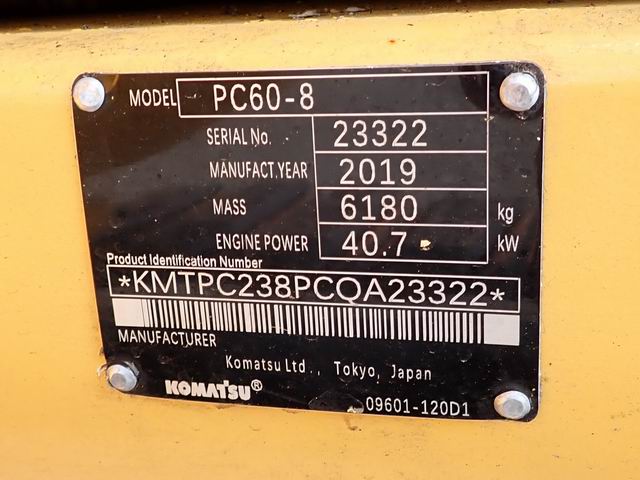 MODEL PC60-8
SERIAL No. 23322
MANUFACT.YEAR 2019
MASS 6180 kg
ENGINE POWER 40.7 kW
Product Identification Number
*KMTPC238PCQA23322*
MANUFACTURER
Komatsu Ltd., Tokyo, Japan
KOMATSU®
09601-120D1